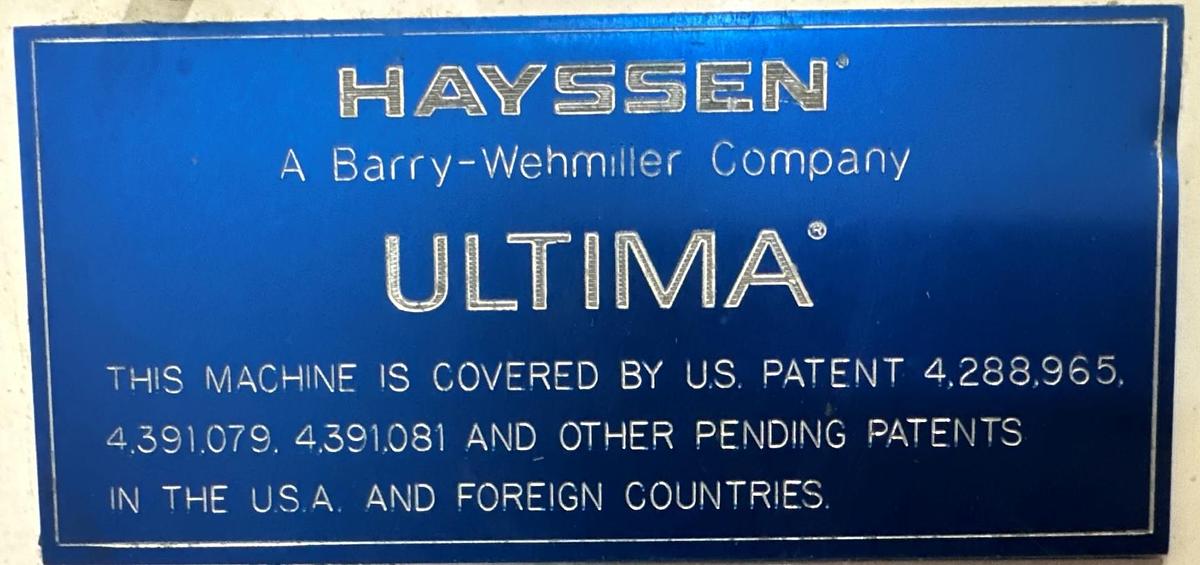 HAYSSEN®
A Barry-Wehmiller Company
ULTIMA®
THIS MACHINE IS COVERED BY U.S. PATENT 4,288,965,
4,391,079, 4,391,081 AND OTHER PENDING PATENTS
IN THE U.S.A. AND FOREIGN COUNTRIES.